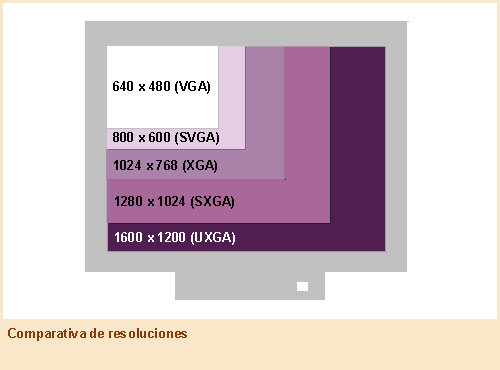 640 x 480 (VGA)
800 x 600 (SVGA)
1024 x 768 (XGA)
1280 x 1024 (SXGA)
1600 x 1200 (UXGA)
Comparativa de resoluciones